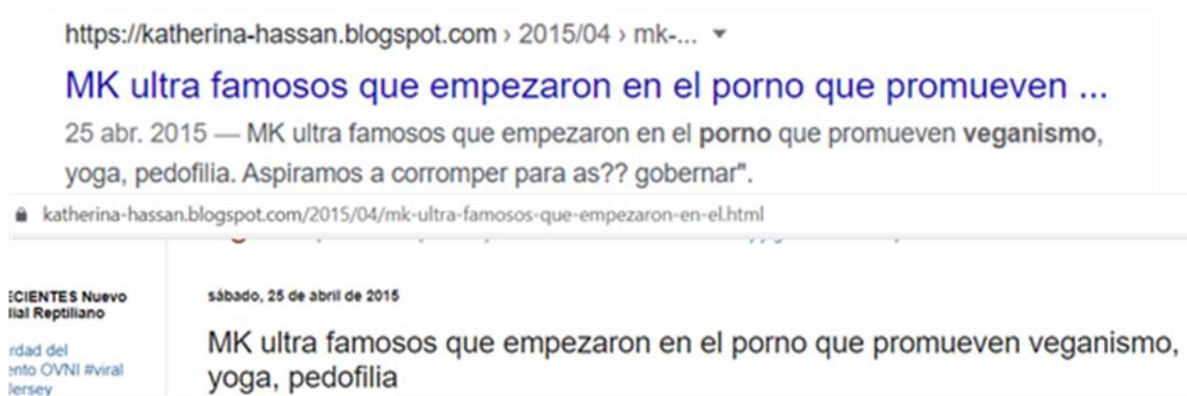 https://katherina-hassan.blogspot.com › 2015/04 › mk-...
MK ultra famosos que empezaron en el porno que promueven ...
25 abr. 2015 — MK ultra famosos que empezaron en el porno que promueven veganismo,
yoga, pedofilia. Aspiramos a corromper para as?? gobernar".
katherina-hassan.blogspot.com/2015/04/mk-ultra-famosos-que-empezaron-en-el.html
ECIENTES Nuevo
lial Reptiliano
sábado, 25 de abril de 2015
MK ultra famosos que empezaron en el porno que promueven veganismo,
yoga, pedofilia
rdad del
ento OVNI #viral
Jersey